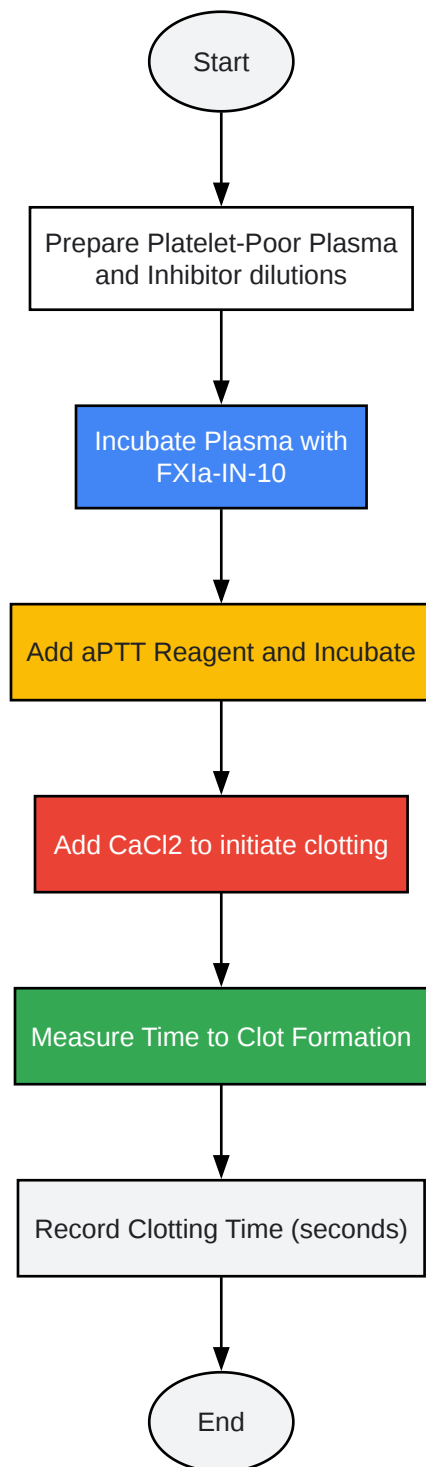 Start
Prepare Platelet-Poor Plasma
and Inhibitor dilutions
Incubate Plasma with
FXIa-IN-10
Add aPTT Reagent and Incubate
Add CaCl2 to initiate clotting
Measure Time to Clot Formation
Record Clotting Time (seconds)
End